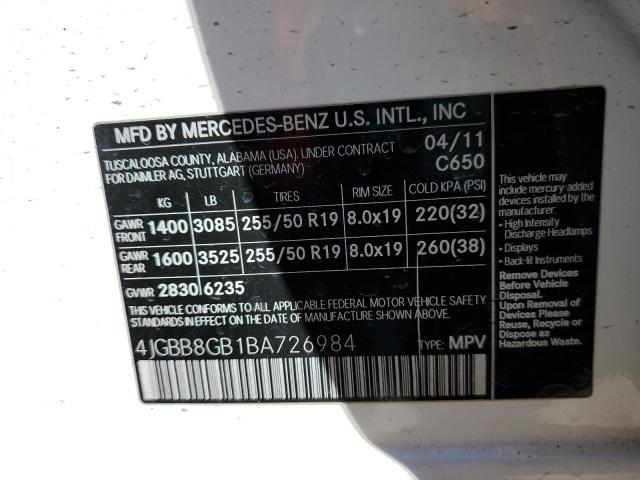 MFD BY MERCEDES-BENZ U.S. INTL., INC
TUSCALOOSA COUNTY, ALABAMA (USA). UNDER CONTRACT 04/11
FOR DAIMLER AG, STUTTGART (GERMANY) C650
KG LB TIRES RIM SIZE COLD KPA (PSI)
GAWR FRONT 1400 3085 255/50 R19 8.0x19 220(32)
GAWR REAR 1600 3525 255/50 R19 8.0x19 260(38)
GVWR 2830 6235
THIS VEHICLE CONFORMS TO ALL APPLICABLE FEDERAL MOTOR VEHICLE SAFETY
STANDARDS IN EFFECT ON THE DATE OF MANUFACTURE SHOWN ABOVE.
4JGBB8GB1BA726984 TYPE: MPV
This vehicle may
include mercury-added
devices installed by
the manufacturer:
• High Intensity
Discharge Headlamps
• Displays
• Back-lit Instruments
Remove Devices
Before Vehicle
Disposal.
Upon Removal of
Devices Please
Reuse, Recycle or
Dispose as
Hazardous Waste.